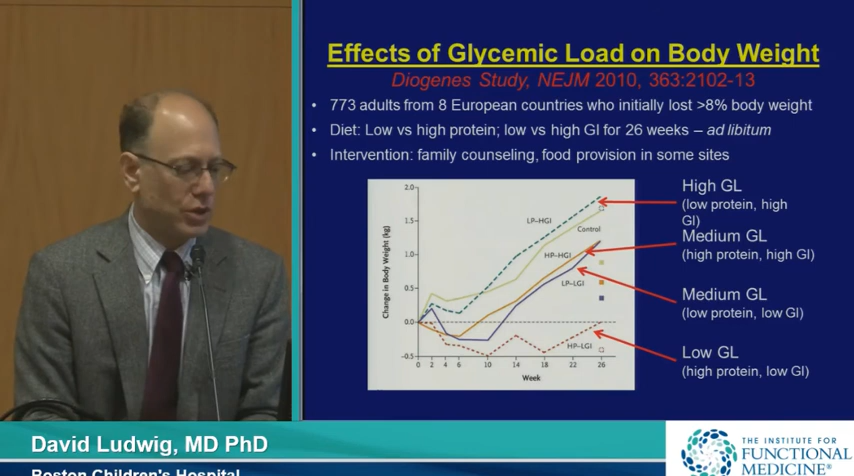 Effects of Glycemic Load on Body Weight
Diogenes Study, NEJM 2010, 363:2102-13
• 773 adults from 8 European countries who initially lost >8% body weight
• Diet: Low vs high protein; low vs high GI for 26 weeks – ad libitum
• Intervention: family counseling, food provision in some sites
Change in Body Weight (kg)
2.0
1.5
1.0
0.5
0.0
-0.5
0 2 4 6 8 10 14 18 22 26
Week
LP–HGI
Control
HP–HGI
LP–LGI
HP–LGI
High GL
(low protein, high
GI)
Medium GL
(high protein, high GI)
Medium GL
(low protein, low GI)
Low GL
(high protein, low GI)
David Ludwig, MD PhD
Boston Children's Hospital
THE INSTITUTE FOR
FUNCTIONAL
MEDICINE®